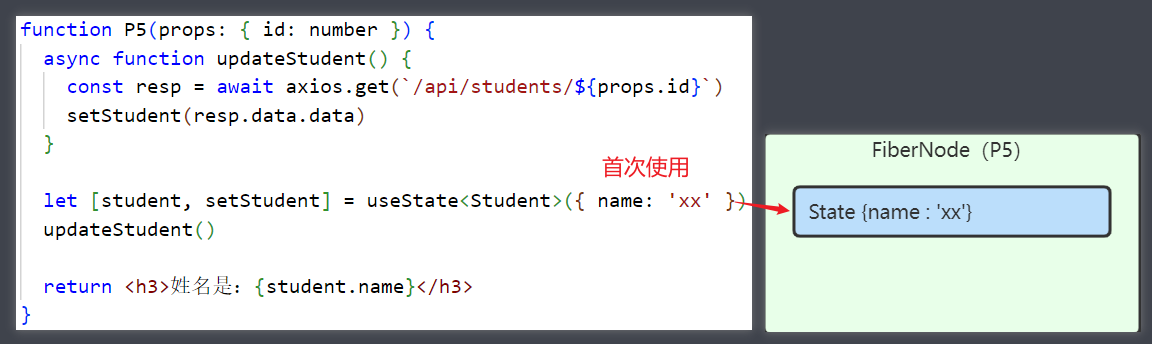 function P5(props: { id: number }) {
  async function updateStudent() {
    const resp = await axios.get(`/api/students/${props.id}`)
    setStudent(resp.data.data)
  }
首次使用
  let [student, setStudent] = useState<Student>({ name: 'xx' })
  updateStudent()
  return <h3>姓名是：{student.name}</h3>
}
FiberNode（P5）
State {name : 'xx'}